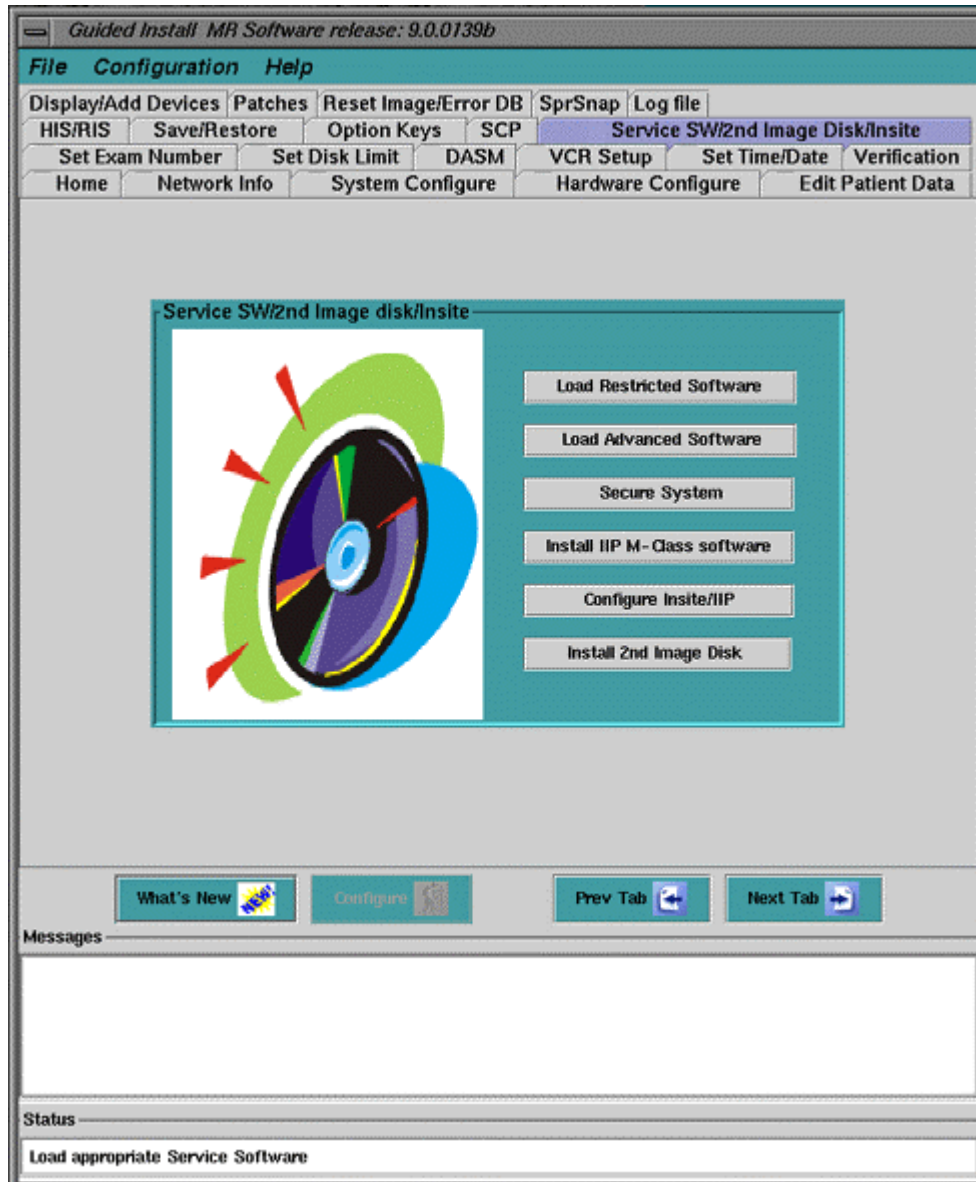 Guided Install MR Software release: 9.0.0139b
File Configuration Help
Display/Add Devices Patches Reset Image/Error DB SprSnap Log file
HIS/RIS Save/Restore Option Keys SCP Service SW/2nd Image Disk/Insite
Set Exam Number Set Disk Limit DASM VCR Setup Set Time/Date Verification
Home Network Info System Configure Hardware Configure Edit Patient Data
Service SW/2nd Image disk/Insite
Load Restricted Software
Load Advanced Software
Secure System
Install IIP M-Class software
Configure Insite/IIP
Install 2nd Image Disk
What's New NEW! Configure Prev Tab Next Tab
Messages
Status
Load appropriate Service Software